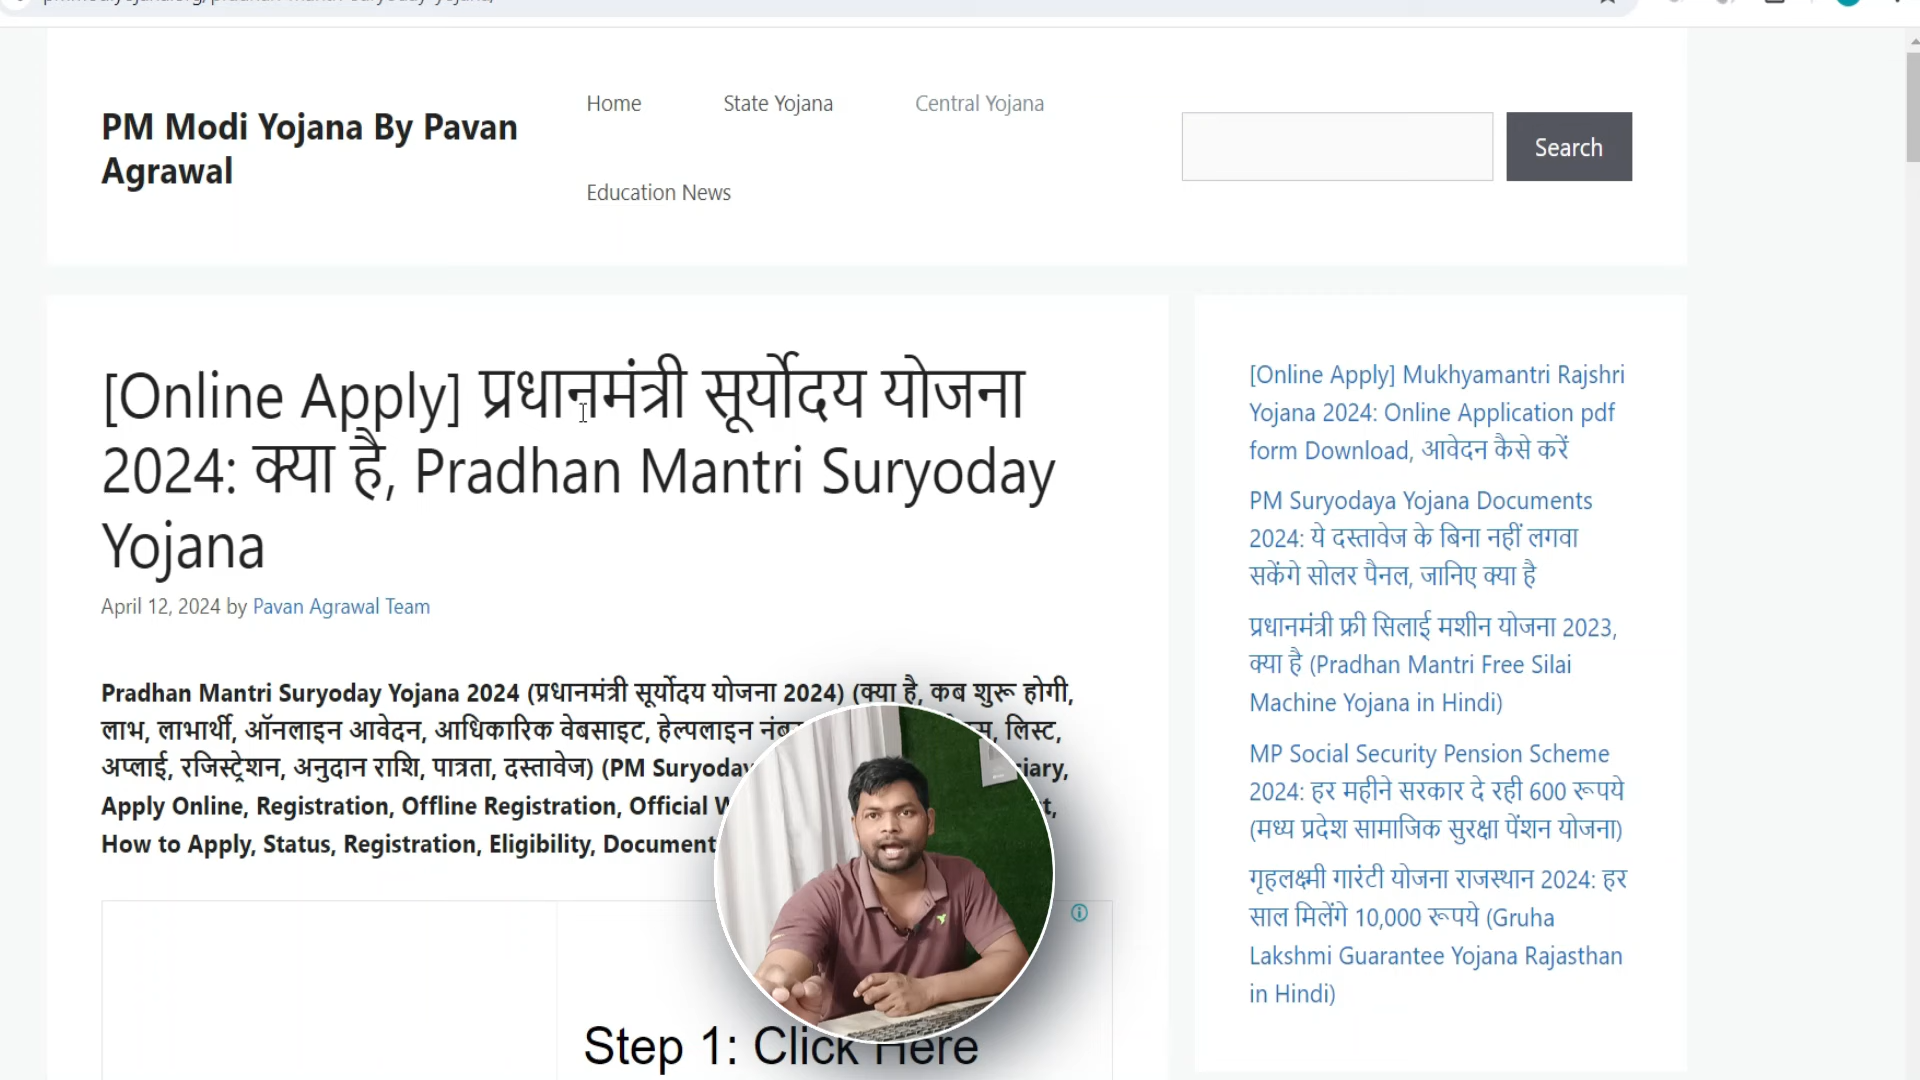 PM Modi Yojana By Pavan
Agrawal
Home
State Yojana
Central Yojana
Education News
Search
[Online Apply] प्रधानमंत्री सूर्योदय योजना
2024: क्या है, Pradhan Mantri Suryoday
Yojana
April 12, 2024 by Pavan Agrawal Team
Pradhan Mantri Suryoday Yojana 2024 (प्रधानमंत्री सूर्योदय योजना 2024) (क्या है, कब शुरू होगी,
लाभ, लाभार्थी, ऑनलाइन आवेदन, आधिकारिक वेबसाइट, हेल्पलाइन लिस्ट,
अप्लाई, रजिस्ट्रेशन, अनुदान राशि, पात्रता, दस्तावेज) (PM
Apply Online, Registration, Offline Registration, Official
How to Apply, Status, Registration, Eligibility,
Step 1: Click Here
[Online Apply] Mukhyamantri Rajshri
Yojana 2024: Online Application pdf
form Download, आवेदन कैसे करें
PM Suryodaya Yojana Documents
2024: ये दस्तावेज के बिना नहीं लगवा
सकेंगे सोलर पैनल, जानिए क्या है
प्रधानमंत्री फ्री सिलाई मशीन योजना 2023,
क्या है (Pradhan Mantri Free Silai
Machine Yojana in Hindi)
MP Social Security Pension Scheme
2024: हर महीने सरकार दे रही 600 रूपये
(मध्य प्रदेश सामाजिक सुरक्षा पेंशन योजना)
गृहलक्ष्मी गारंटी योजना राजस्थान 2024: हर
साल मिलेंगे 10,000 रूपये (Gruha
Lakshmi Guarantee Yojana Rajasthan
in Hindi)